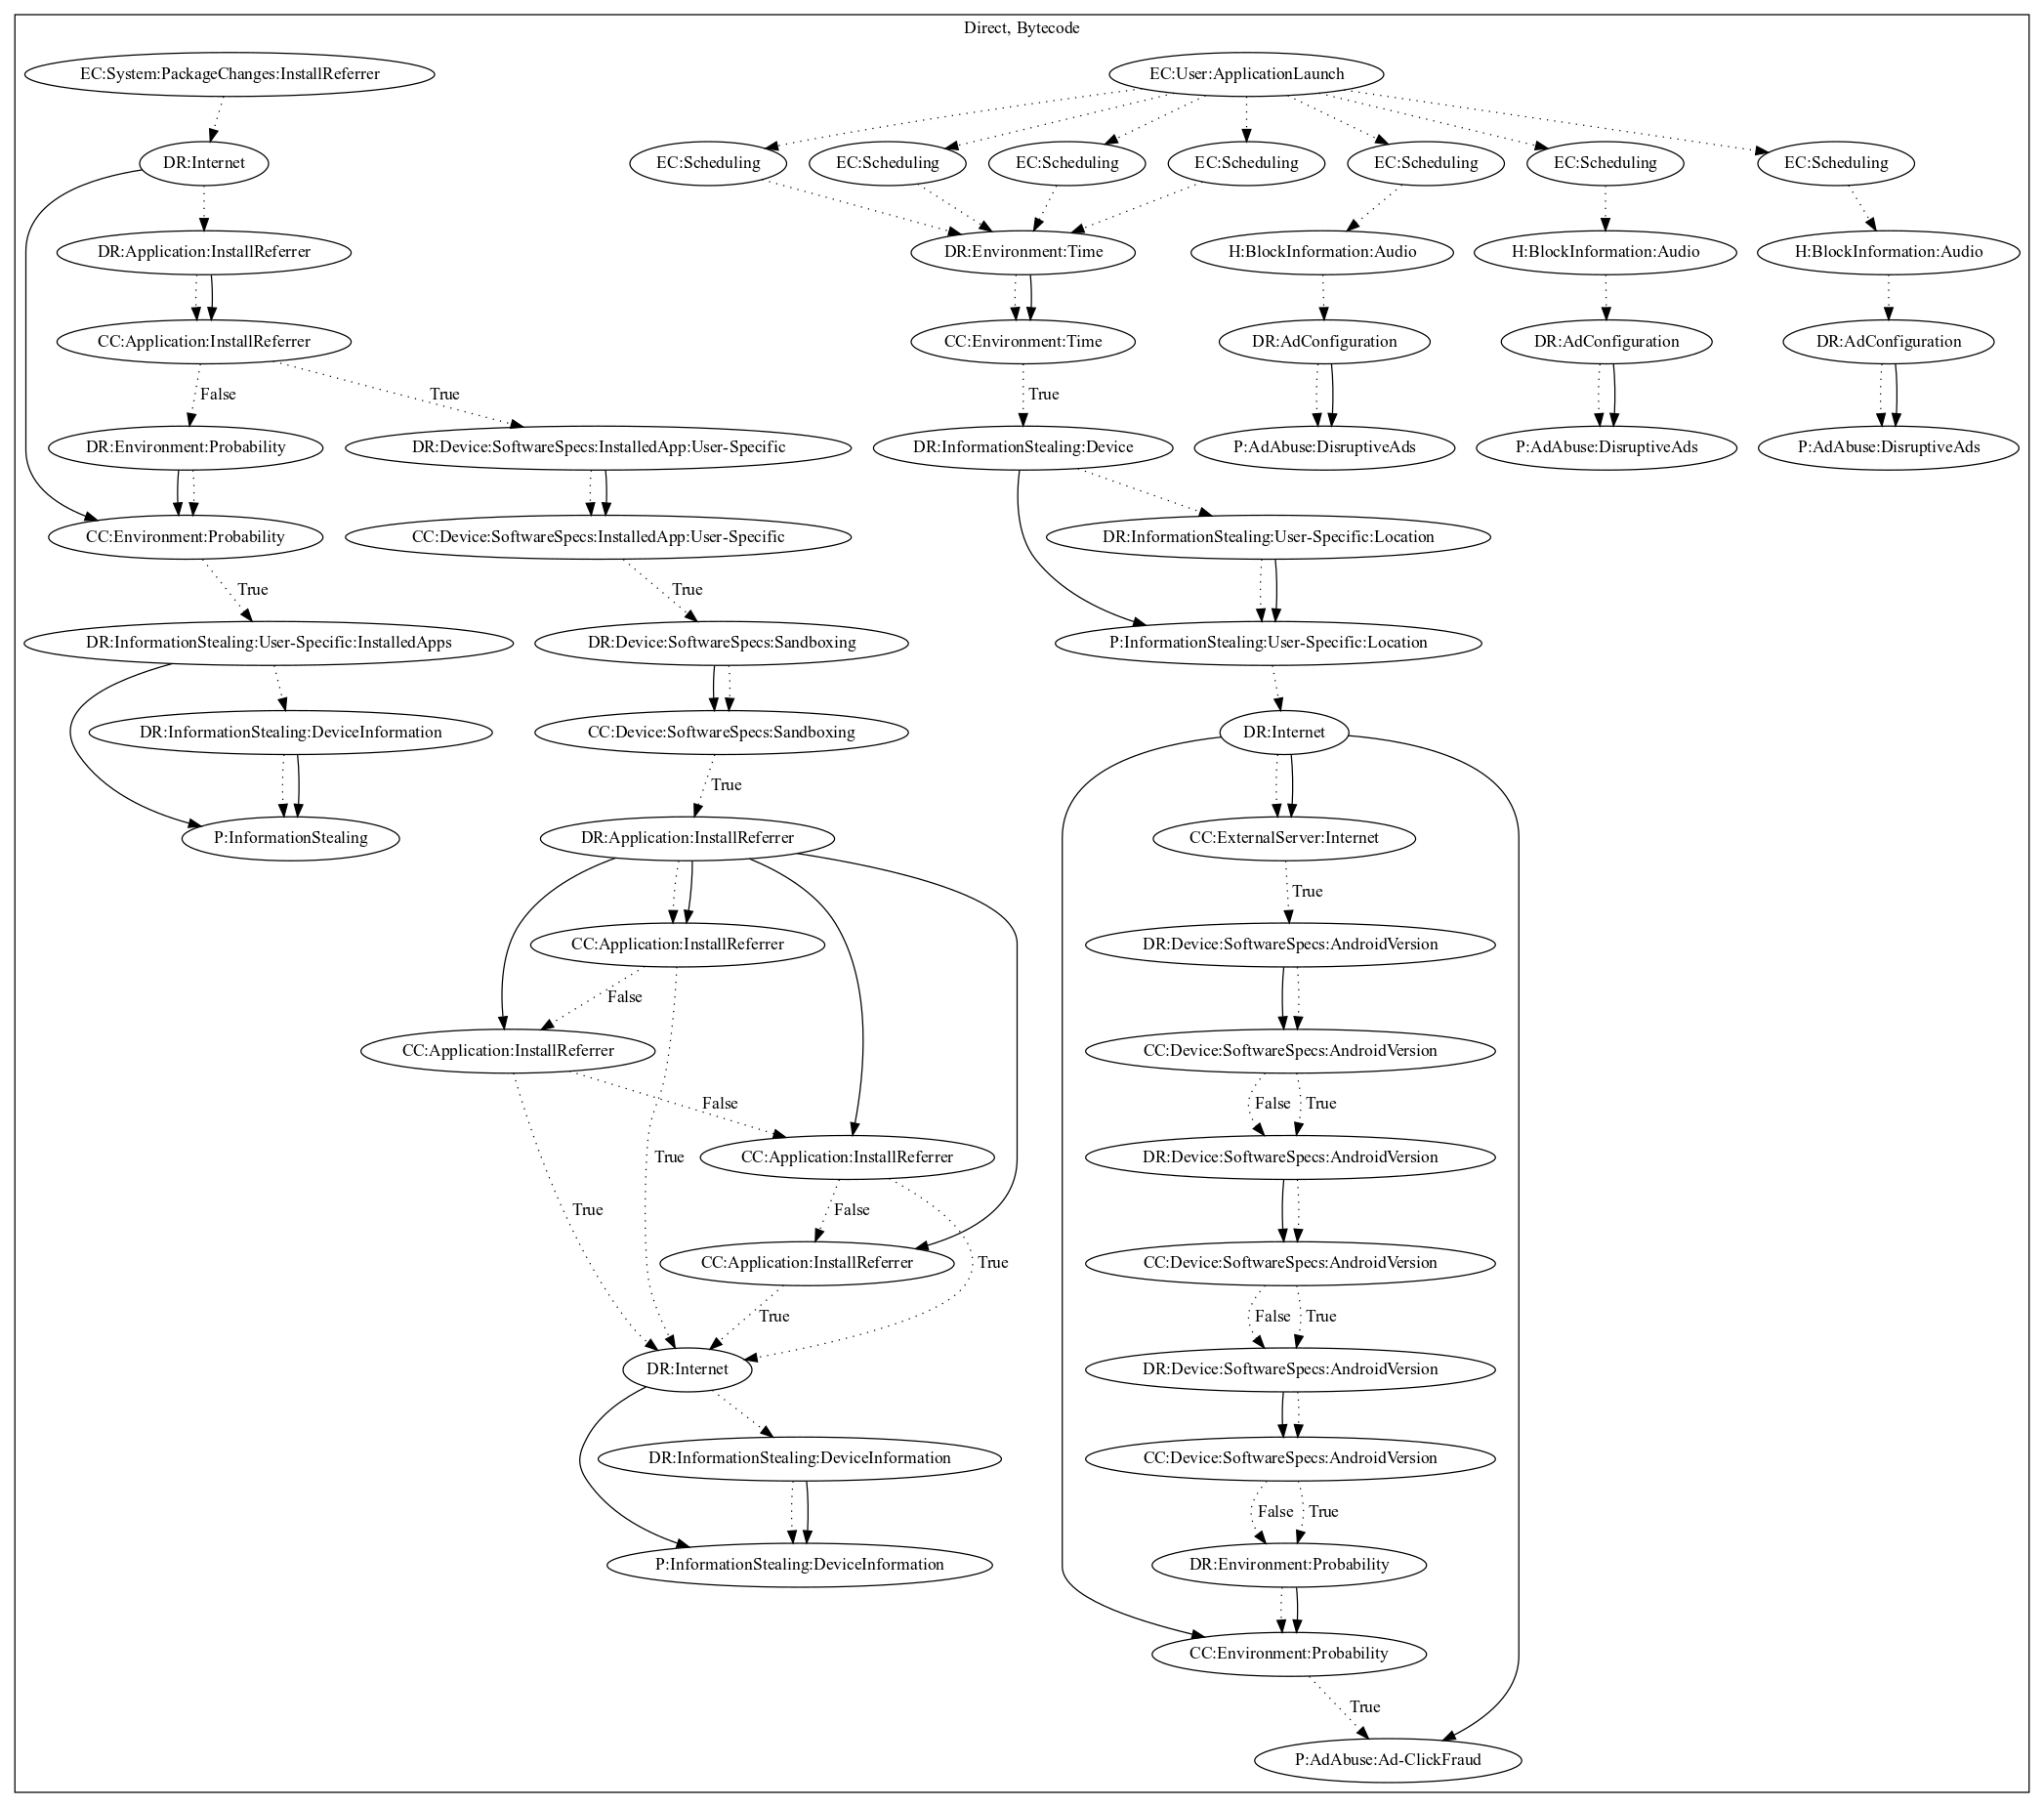 Direct, Bytecode
EC:System:PackageChanges:InstallReferrer
EC:User:ApplicationLaunch
DR:Internet
EC:Scheduling
EC:Scheduling
EC:Scheduling
EC:Scheduling
EC:Scheduling
EC:Scheduling
EC:Scheduling
DR:Application:InstallReferrer
DR:Environment:Time
H:BlockInformation:Audio
H:BlockInformation:Audio
H:BlockInformation:Audio
CC:Application:InstallReferrer
CC:Environment:Time
DR:AdConfiguration
DR:AdConfiguration
DR:AdConfiguration
False
True
True
DR:Environment:Probability
DR:Device:SoftwareSpecs:InstalledApp:User-Specific
DR:InformationStealing:Device
P:AdAbuse:DisruptiveAds
P:AdAbuse:DisruptiveAds
P:AdAbuse:DisruptiveAds
CC:Environment:Probability
CC:Device:SoftwareSpecs:InstalledApp:User-Specific
DR:InformationStealing:User-Specific:Location
True
True
DR:InformationStealing:User-Specific:InstalledApps
DR:Device:SoftwareSpecs:Sandboxing
P:InformationStealing:User-Specific:Location
DR:InformationStealing:DeviceInformation
CC:Device:SoftwareSpecs:Sandboxing
DR:Internet
True
P:InformationStealing
DR:Application:InstallReferrer
CC:ExternalServer:Internet
True
CC:Application:InstallReferrer
DR:Device:SoftwareSpecs:AndroidVersion
False
CC:Application:InstallReferrer
CC:Device:SoftwareSpecs:AndroidVersion
False
False
True
True
CC:Application:InstallReferrer
DR:Device:SoftwareSpecs:AndroidVersion
True
False
CC:Application:InstallReferrer
True
CC:Device:SoftwareSpecs:AndroidVersion
True
False
True
DR:Internet
DR:Device:SoftwareSpecs:AndroidVersion
DR:InformationStealing:DeviceInformation
CC:Device:SoftwareSpecs:AndroidVersion
False
True
P:InformationStealing:DeviceInformation
DR:Environment:Probability
CC:Environment:Probability
True
P:AdAbuse:Ad-ClickFraud